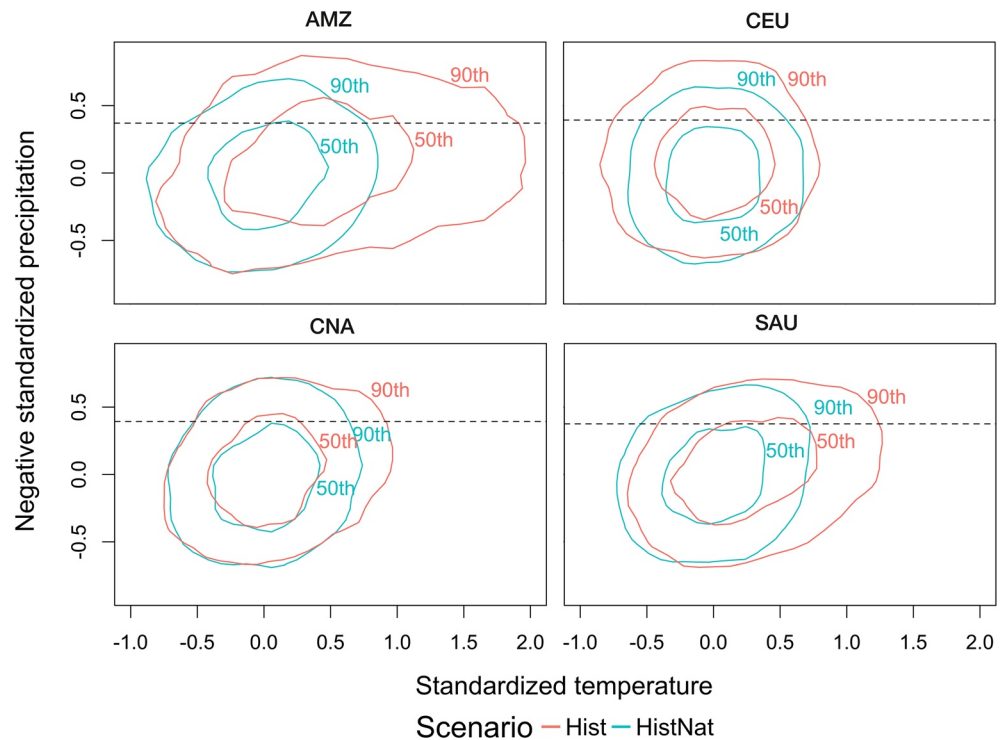 AMZ
CEU
90th
90th
50th
50th
90th
90th
50th
50th
CNA
SAU
90th
90th
50th
50th
90th
90th
50th
50th
Negative standardized precipitation
0.5
0.0
-0.5
0.5
0.0
-0.5
-1.0 -0.5 0.0 0.5 1.0 1.5 2.0
-1.0 -0.5 0.0 0.5 1.0 1.5 2.0
Standardized temperature
Scenario Hist HistNat